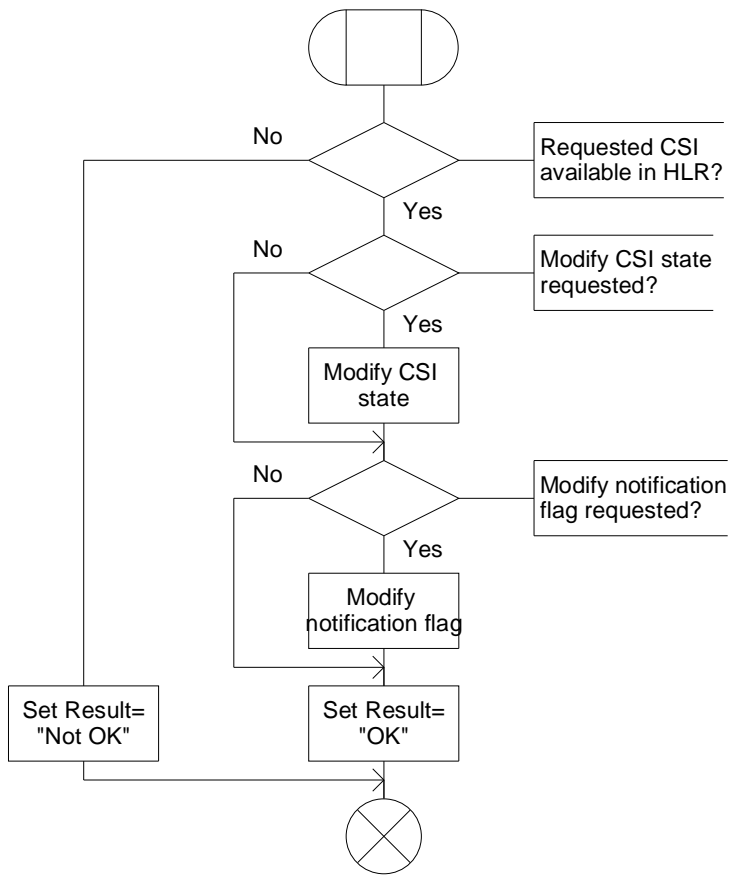 No
Requested CSI
available in HLR?
Yes
No
Modify CSI state
requested?
Yes
Modify CSI
state
No
Modify notification
flag requested?
Yes
Modify
notification flag
Set Result=
"Not OK"
Set Result=
"OK"